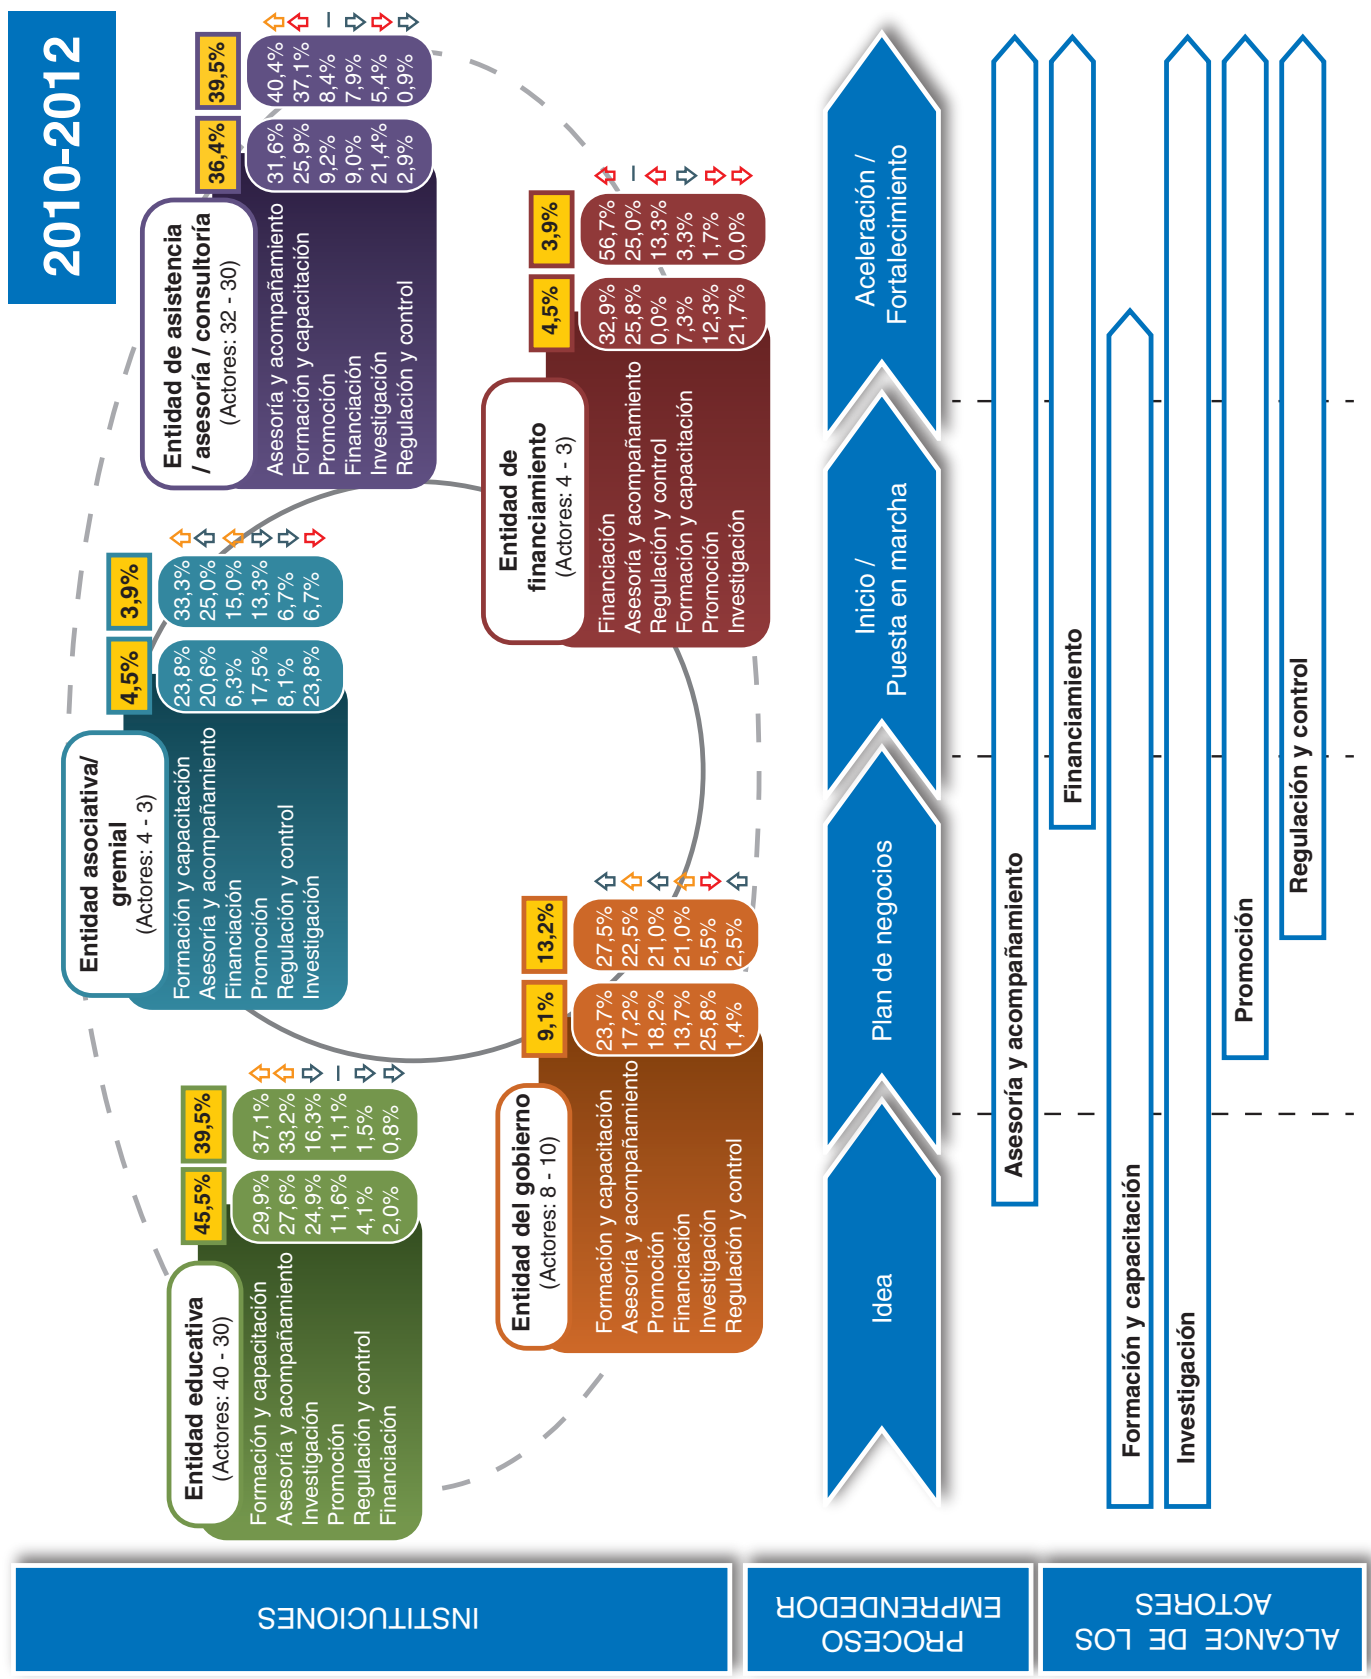 2010-2012
INSTITUCIONES
Entidad educativa
(Actores: 40 - 30)
45,5% 39,5%
Formación y capacitación 29,9% 37,1%
Asesoría y acompañamiento 27,6% 33,2%
Investigación 24,9% 16,3%
Promoción 11,6% 11,1% –
Regulación y control 4,1% 1,5%
Financiación 2,0% 0,8%
Entidad asociativa/
gremial
(Actores: 4 - 3)
4,5% 3,9%
Formación y capacitación 23,8% 33,3%
Asesoría y acompañamiento 20,6% 25,0%
Financiación 6,3% 15,0%
Promoción 17,5% 13,3%
Regulación y control 8,1% 6,7%
Investigación 23,8% 6,7%
Entidad de asistencia
/ asesoría / consultoría
(Actores: 32 - 30)
36,4% 39,5%
Asesoría y acompañamiento 31,6% 40,4%
Formación y capacitación 25,9% 37,1%
Promoción 9,2% 8,4% –
Financiación 9,0% 7,9%
Investigación 21,4% 5,4%
Regulación y control 2,9% 0,9%
Entidad del gobierno
(Actores: 8 - 10)
9,1% 13,2%
Formación y capacitación 23,7% 27,5%
Asesoría y acompañamiento 17,2% 22,5%
Promoción 18,2% 21,0%
Financiación 13,7% 21,0%
Investigación 25,8% 5,5%
Regulación y control 1,4% 2,5%
Entidad de
financiamiento
(Actores: 4 - 3)
4,5% 3,9%
Financiación 32,9% 56,7%
Asesoría y acompañamiento 25,8% 25,0% –
Regulación y control 0,0% 13,3%
Formación y capacitación 7,3% 3,3%
Promoción 12,3% 1,7%
Investigación 21,7% 0,0%
PROCESO
EMPRENDEDOR
Idea
Plan de negocios
Inicio /
Puesta en marcha
Aceleración /
Fortalecimiento
ALCANCE DE LOS
ACTORES
Asesoría y acompañamiento
Financiamiento
Formación y capacitación
Investigación
Promoción
Regulación y control